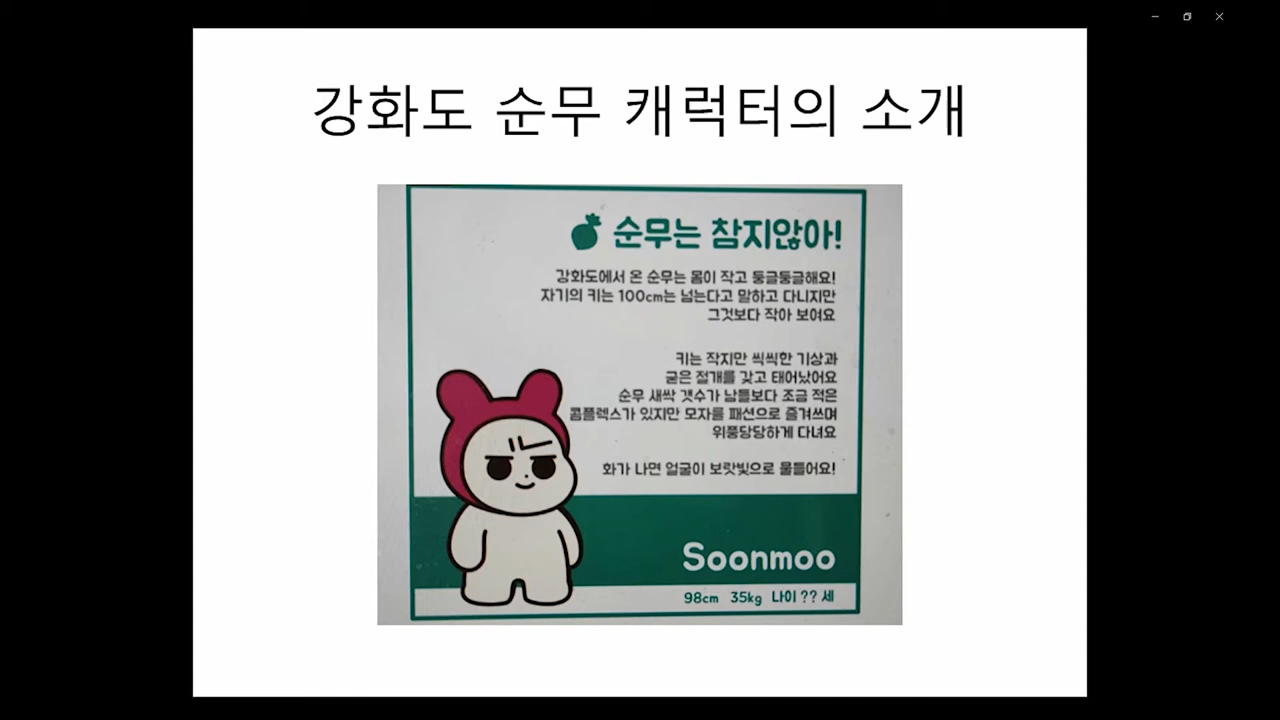 강화도 순무 캐럭터의 소개
순무는 참지않아!
강화도에서 온 순무는 몸이 작고 둥글둥글해요!
자기의 키는 100cm는 넘는다고 말하고 다니지만
그것보다 작아 보여요
키는 작지만 씩씩한 기상과
굳은 절개를 갖고 태어났어요
순무 새싹 갯수가 남들보다 조금 적은
콤플렉스가 있지만 모자를 패션으로 즐겨쓰며
위풍당당하게 다녀요
화가 나면 얼굴이 보랏빛으로 물들어요!
Soonmoo
98cm 35kg 나이 ?? 세